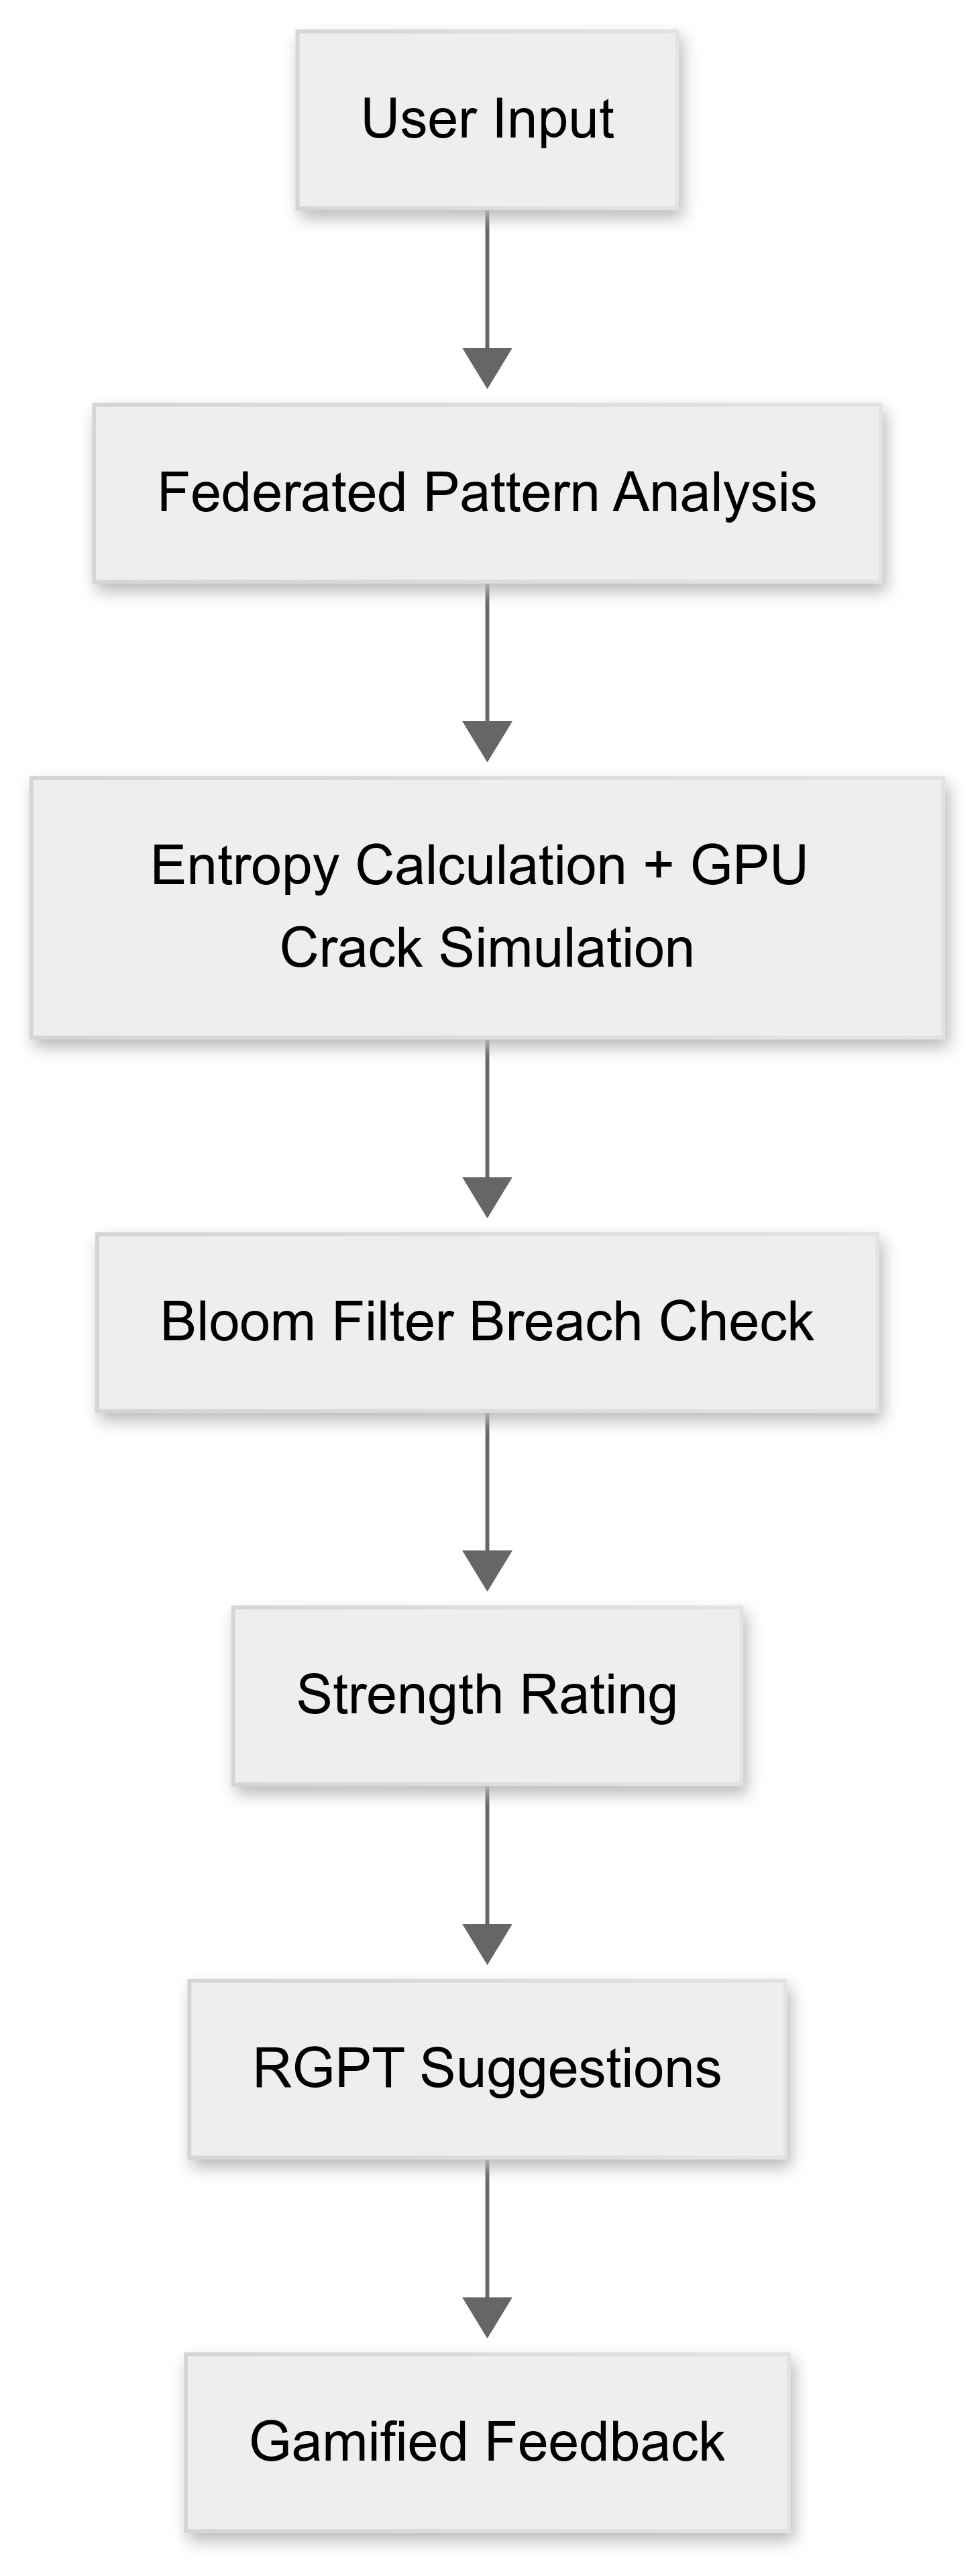 User Input
Federated Pattern Analysis
Entropy Calculation + GPU
Crack Simulation
Bloom Filter Breach Check
Strength Rating
RGPT Suggestions
Gamified Feedback